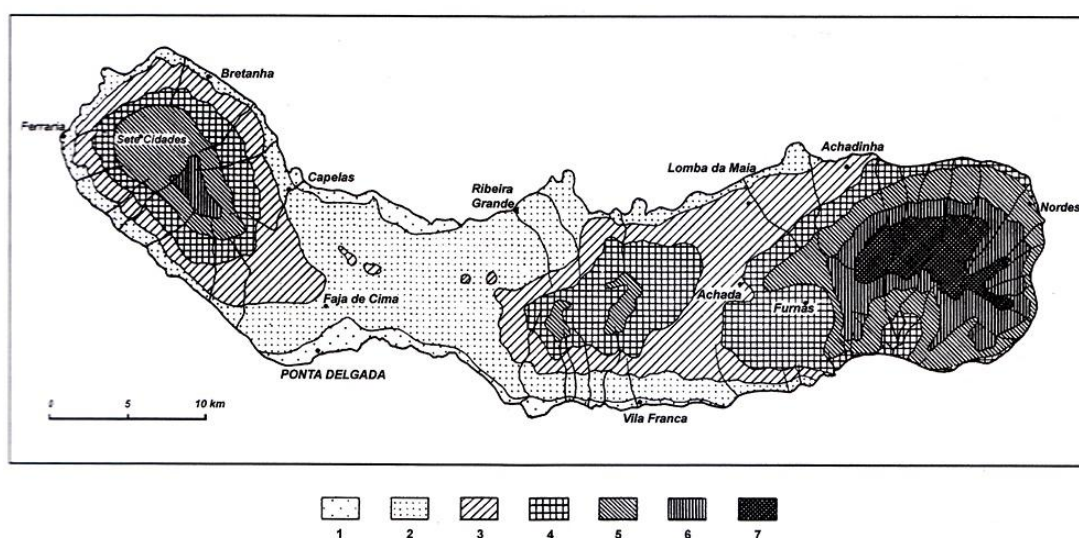 Bretanha
Ferraria
Sete Cidades
Capelas
Ribeira
Grande
Lomba da Maia
Achadinha
Nordes
Faja de Cima
Achada
Furnas
PONTA DELGADA
Vila Franca
0 5 10 km
1 2 3 4 5 6 7